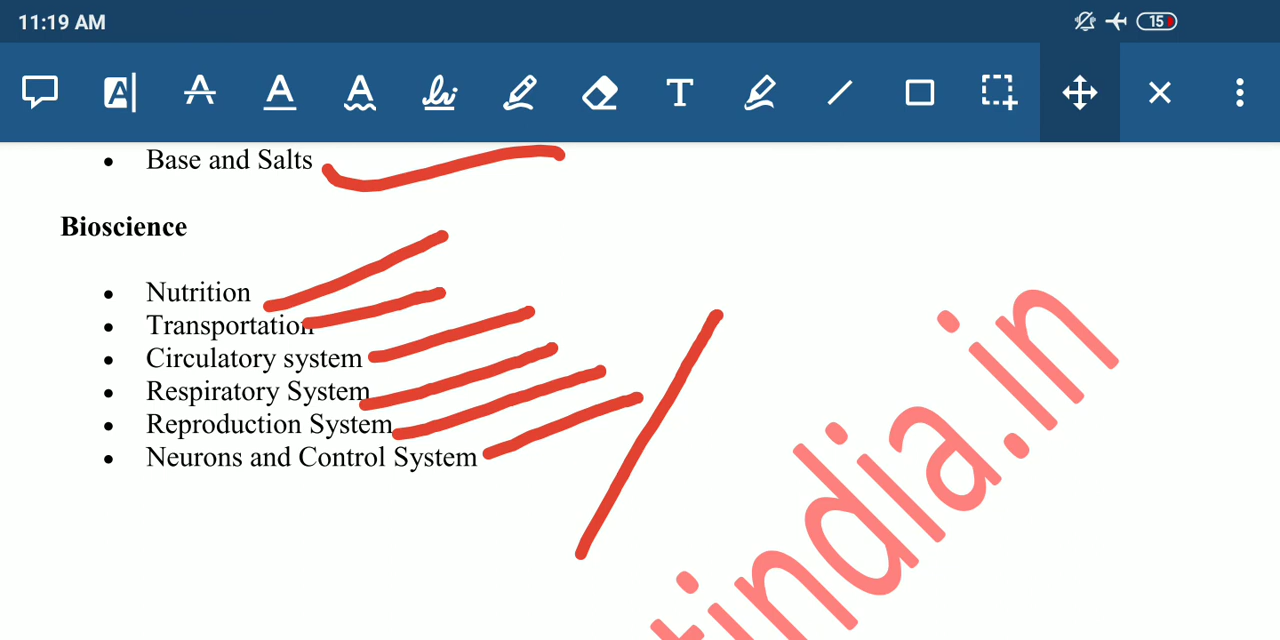 11:19 AM
15
Base and Salts
Bioscience
Nutrition
Transportation
Circulatory system
Respiratory System
Reproduction System
Neurons and Control System
tindia.in